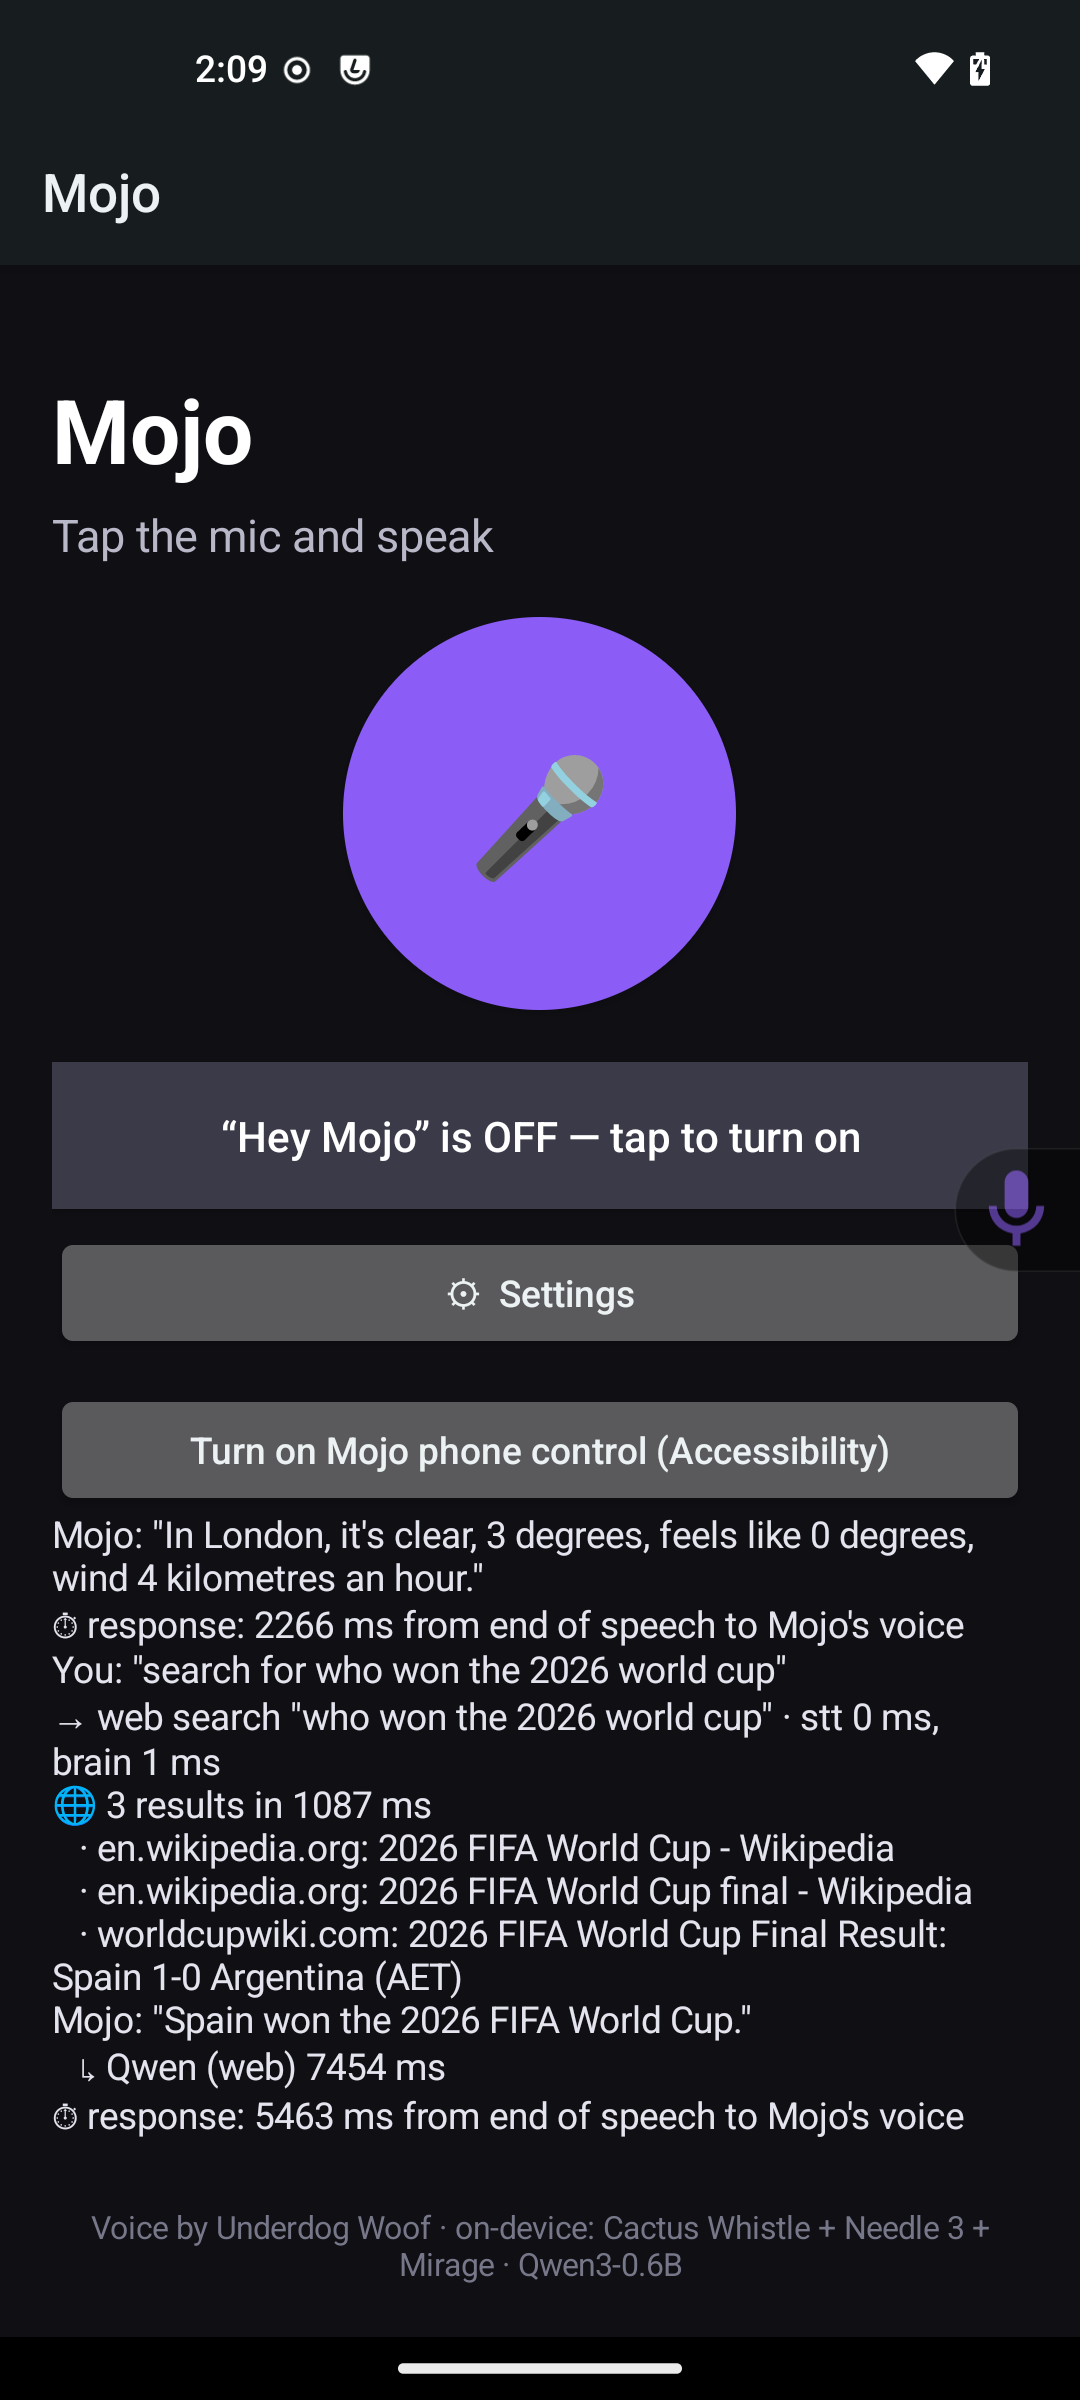 2:09
Mojo
Mojo
Tap the mic and speak
“Hey Mojo” is OFF — tap to turn on
Settings
Turn on Mojo phone control (Accessibility)
Mojo: "In London, it's clear, 3 degrees, feels like 0 degrees,
wind 4 kilometres an hour."
⏱ response: 2266 ms from end of speech to Mojo's voice
You: "search for who won the 2026 world cup"
→ web search "who won the 2026 world cup" · stt 0 ms,
brain 1 ms
🌐 3 results in 1087 ms
· en.wikipedia.org: 2026 FIFA World Cup - Wikipedia
· en.wikipedia.org: 2026 FIFA World Cup final - Wikipedia
· worldcupwiki.com: 2026 FIFA World Cup Final Result:
Spain 1-0 Argentina (AET)
Mojo: "Spain won the 2026 FIFA World Cup."
↳ Qwen (web) 7454 ms
⏱ response: 5463 ms from end of speech to Mojo's voice
Voice by Underdog Woof · on-device: Cactus Whistle + Needle 3 +
Mirage · Qwen3-0.6B